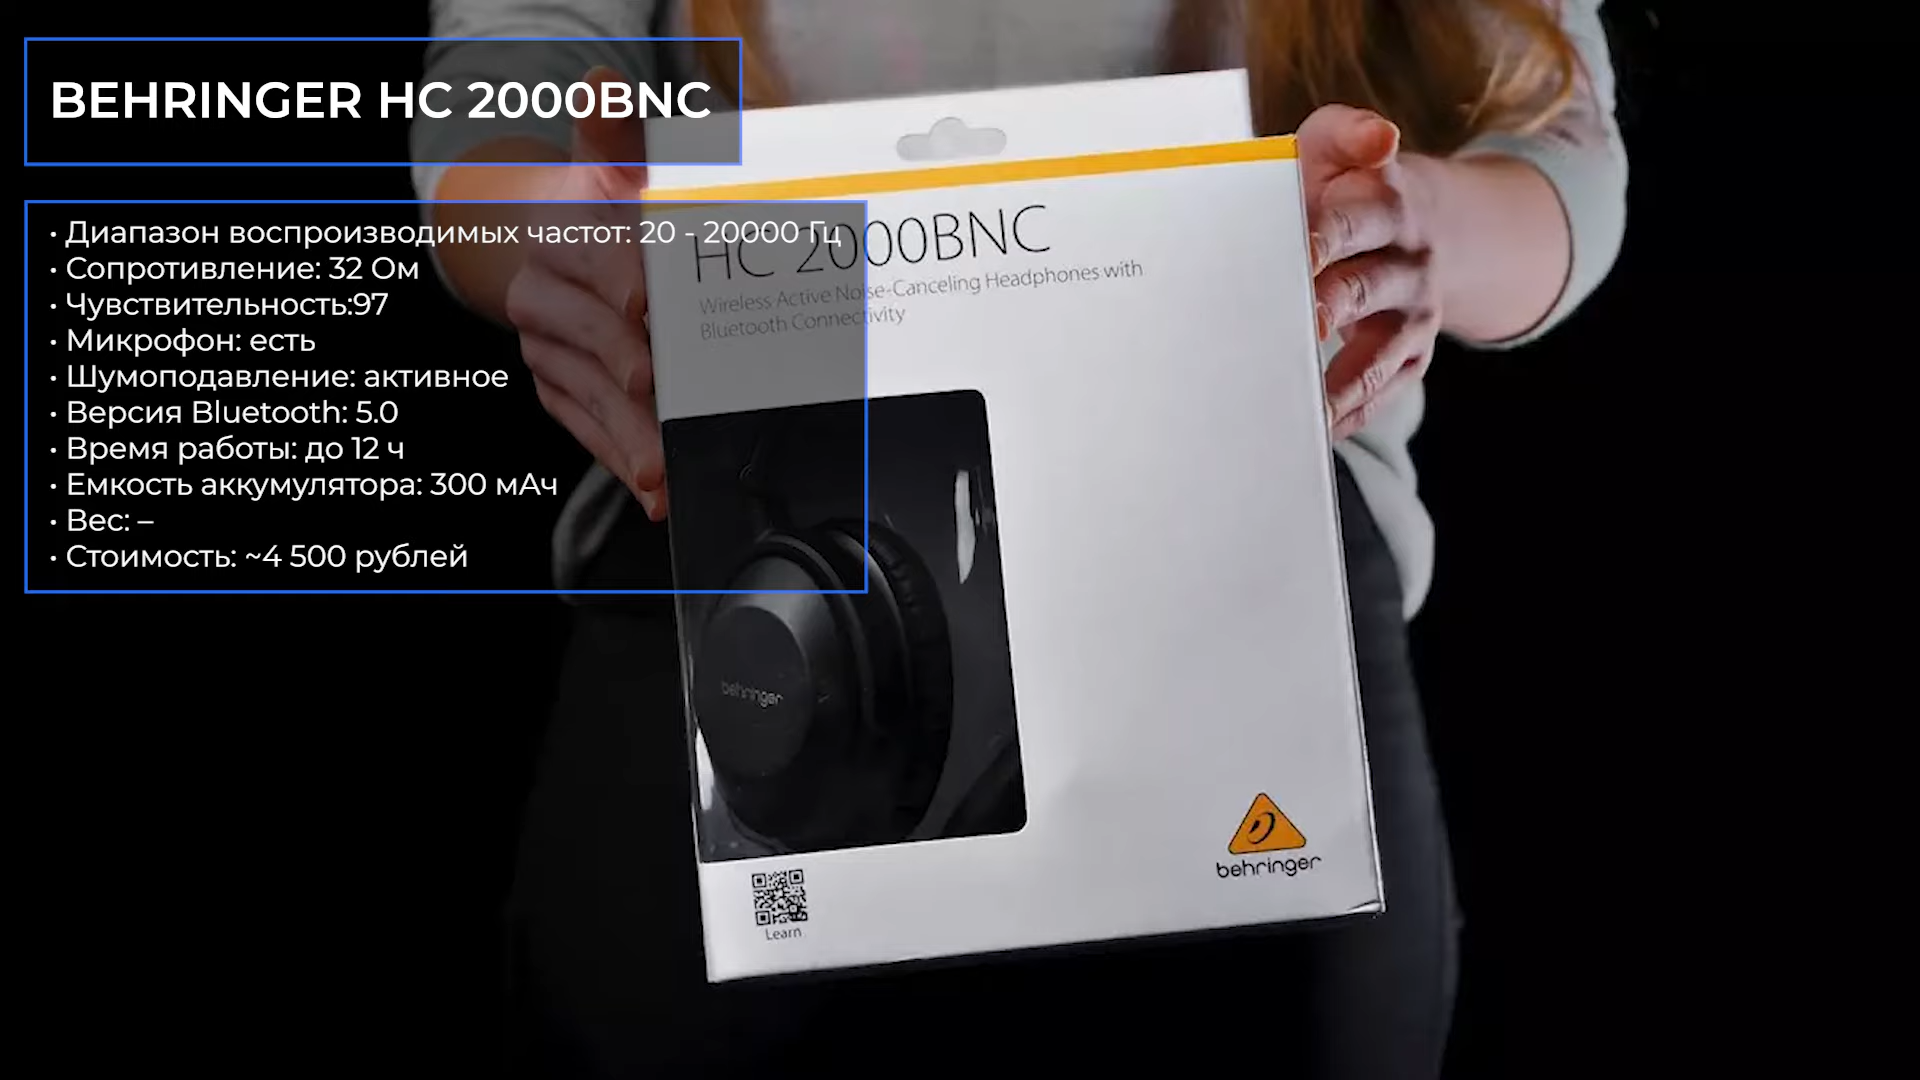 BEHRINGER HC 2000BNC
• Диапазон воспроизводимых частот: 20 - 20000 Гц
• Сопротивление: 32 Ом
• Чувствительность:97
• Микрофон: есть
• Шумоподавление: активное
• Версия Bluetooth: 5.0
• Время работы: до 12 ч
• Емкость аккумулятора: 300 мАч
• Вес: –
• Стоимость: ~4 500 рублей
HC 2000BNC
Wireless Active Noise-Canceling Headphones with
Bluetooth Connectivity
behringer
behringer
Learn